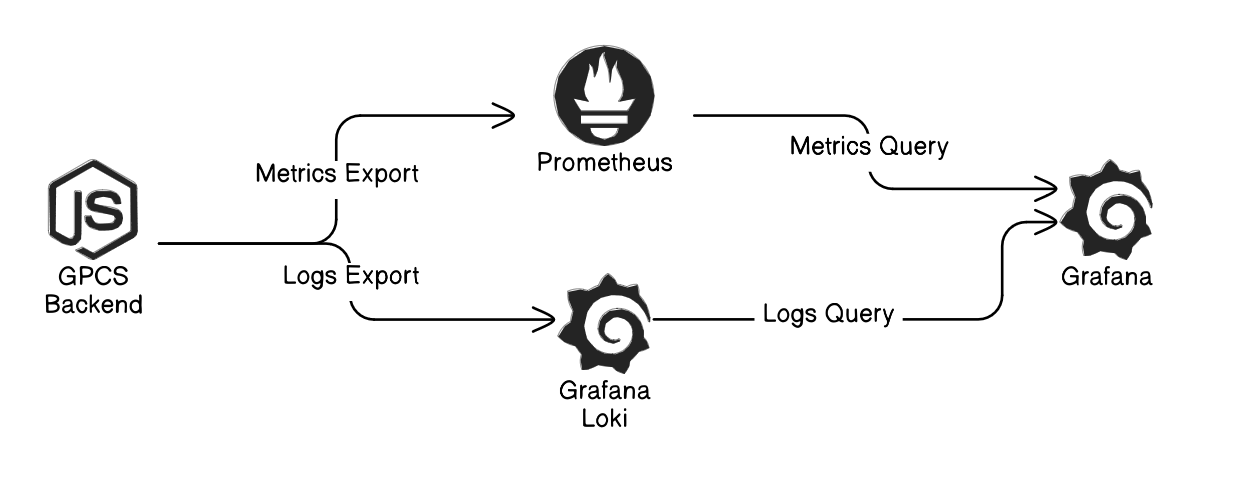 Metrics Export
Prometheus
Metrics Query
JS
GPCS
Backend
Logs Export
Grafana
Logs Query
Grafana
Loki